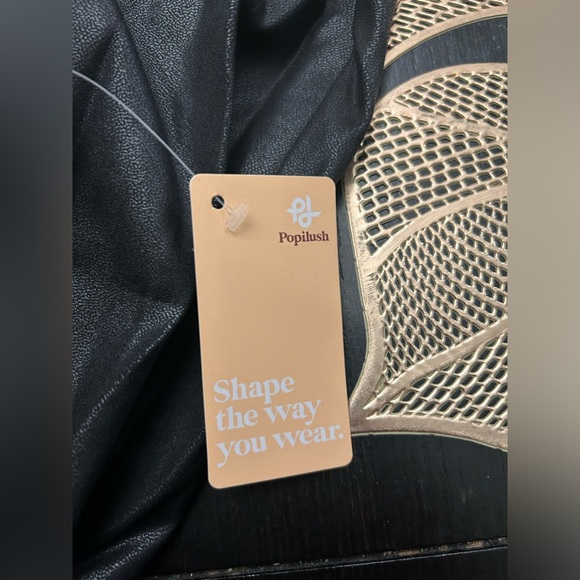 Popilush
Shape
the way
you wear.